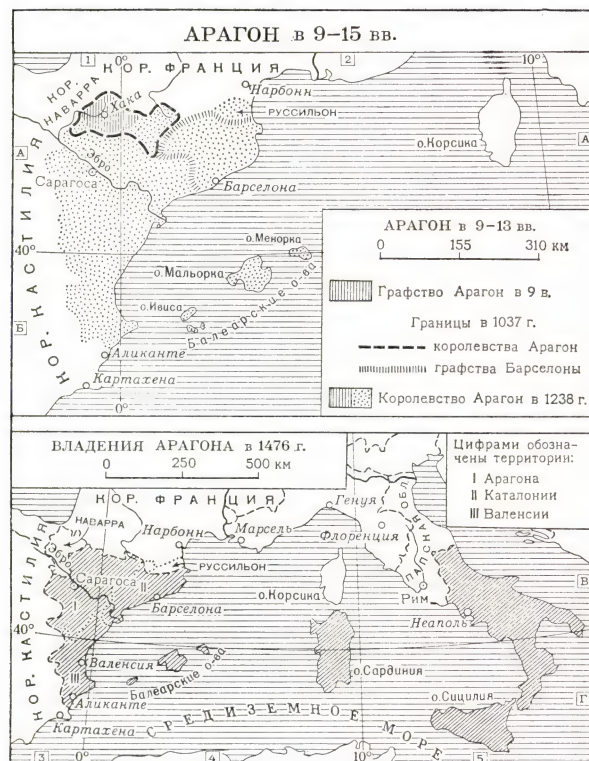 АРАГОН в 9–15 вв.
1
0°
2
10°
КОР. ФРАНЦИЯ
КОР. НАВАРРА
Хака
Нарбонн
РУССИЛЬОН
о.Корсика
А
А
Эбро
Сарагоса
Барселона
КОР. КАСТИЛИЯ
40°
о.Менорка
о.Мальорка
о.Ивиса
Балеарские о-ва
Б
Аликанте
Картахена
0°
АРАГОН в 9–13 вв.
0 155 310 км
Графство Арагон в 9 в.
Границы в 1037 г.
королевства Арагон
графства Барселоны
Королевство Арагон в 1238 г.
ВЛАДЕНИЯ АРАГОНА в 1476 г.
0 250 500 км
Цифрами обозна-
чены территории:
I Арагона
II Каталонии
III Валенсии
КОР. ФРАНЦИЯ
НАВАРРА
Эбро
Нарбонн
Марсель
Генуя
Флоренция
ПАПСКАЯ ОБЛ.
РУССИЛЬОН
Сарагоса II
о.Корсика
Рим
В
КОР. КАСТИЛИЯ
I
Барселона
Неаполь
40°
Валенсия
Балеарские о-ва
о.Сардиния
III
Аликанте
о.Сицилия
Г
Картахена
СРЕДИЗЕМНОЕ МОРЕ
3
0°
4
10°
5